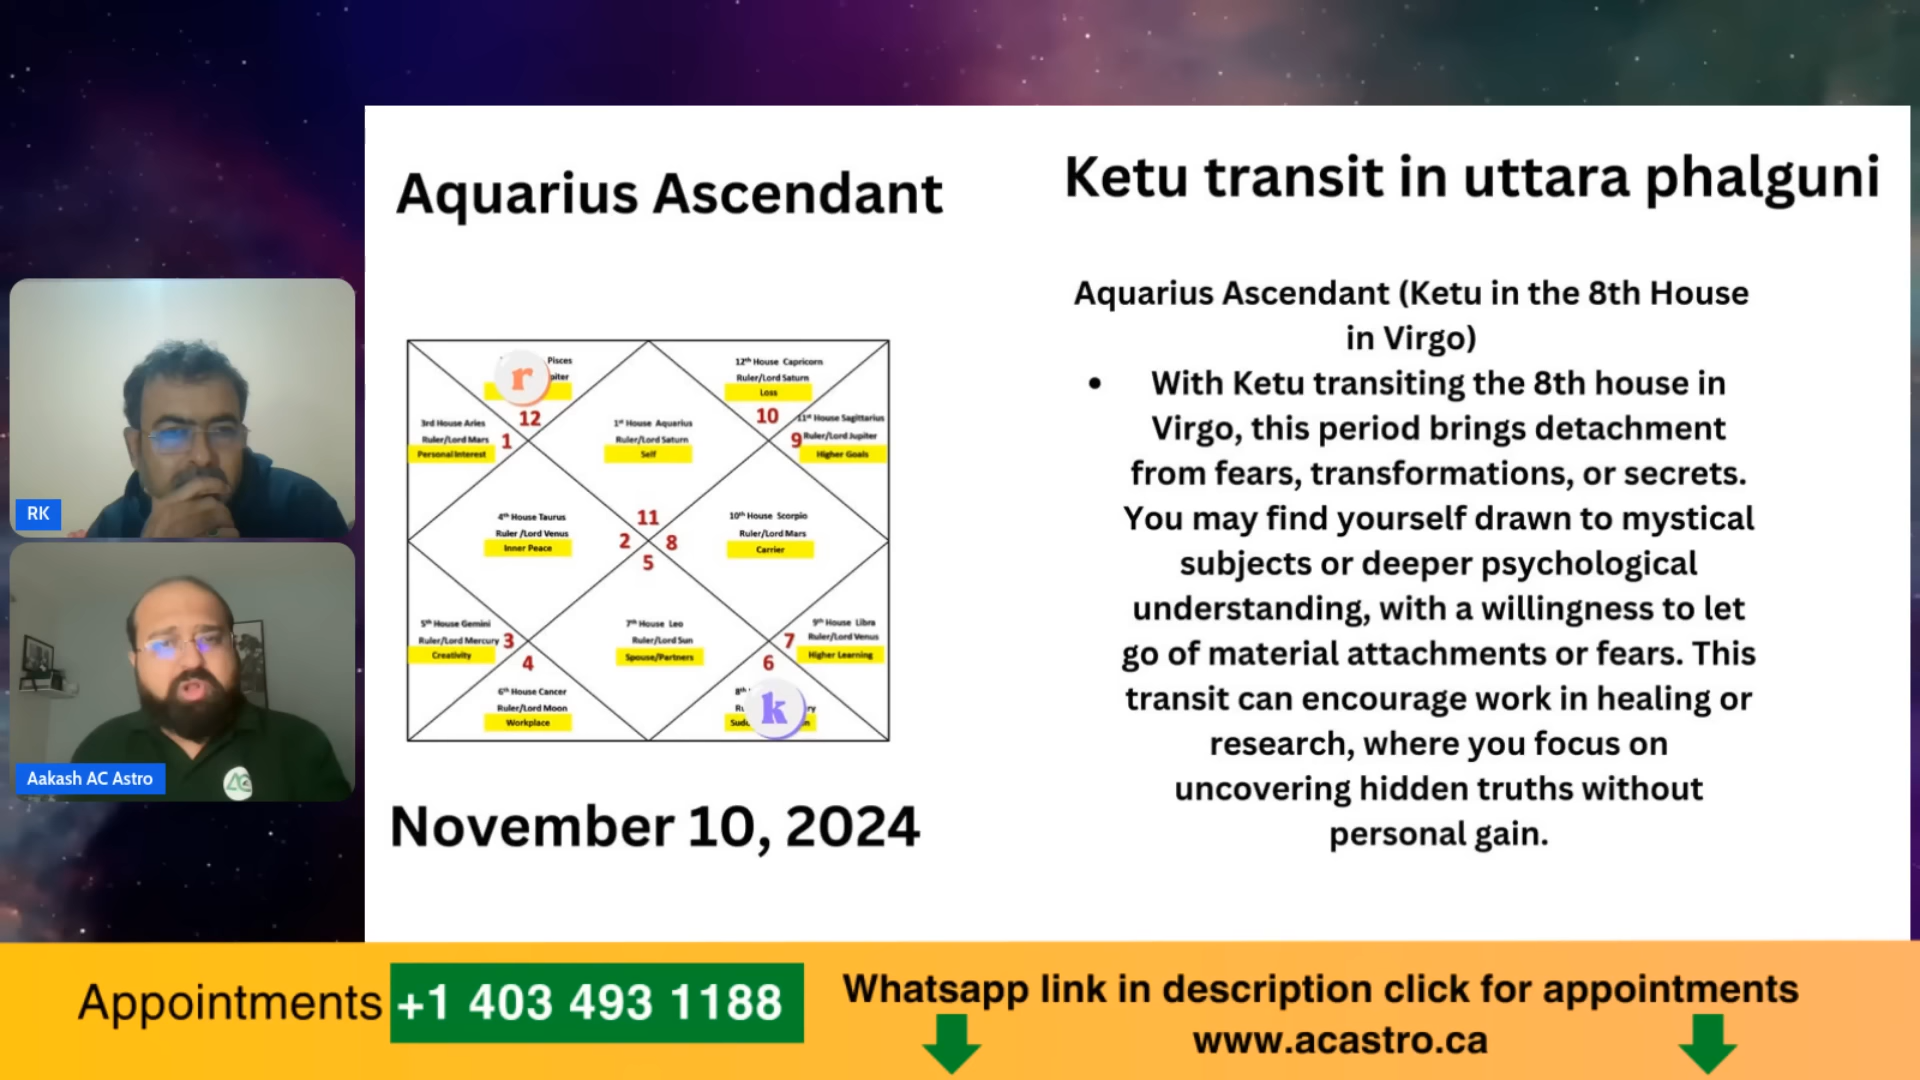 Aquarius Ascendant
Ketu transit in uttara phalguni
Pisces
piter
r
12
12th House Capricorn
Ruler/Lord Saturn
Loss
10
3rd House Aries
Ruler/Lord Mars
Personal Interest
1
1st House Aquarius
Ruler/Lord Saturn
Self
11st House Sagittarius
Ruler/Lord Jupiter
Higher Goals
9
4th House Taurus
Ruler /Lord Venus
Inner Peace
11
2
8
5
10th House Scorpio
Ruler/Lord Mars
Carrier
5th House Gemini
Ruler/Lord Mercury
Creativity
3
4
7th House Leo
Ruler/Lord Sun
Spouse/Partners
7
6
9th House Libra
Ruler/Lord Venus
Higher Learning
6th House Cancer
Ruler/Lord Moon
Workplace
8th
k
November 10, 2024
Aquarius Ascendant (Ketu in the 8th House
in Virgo)
• With Ketu transiting the 8th house in
Virgo, this period brings detachment
from fears, transformations, or secrets.
You may find yourself drawn to mystical
subjects or deeper psychological
understanding, with a willingness to let
go of material attachments or fears. This
transit can encourage work in healing or
research, where you focus on
uncovering hidden truths without
personal gain.
RK
Aakash AC Astro
AC
Appointments +1 403 493 1188
Whatsapp link in description click for appointments
www.acastro.ca